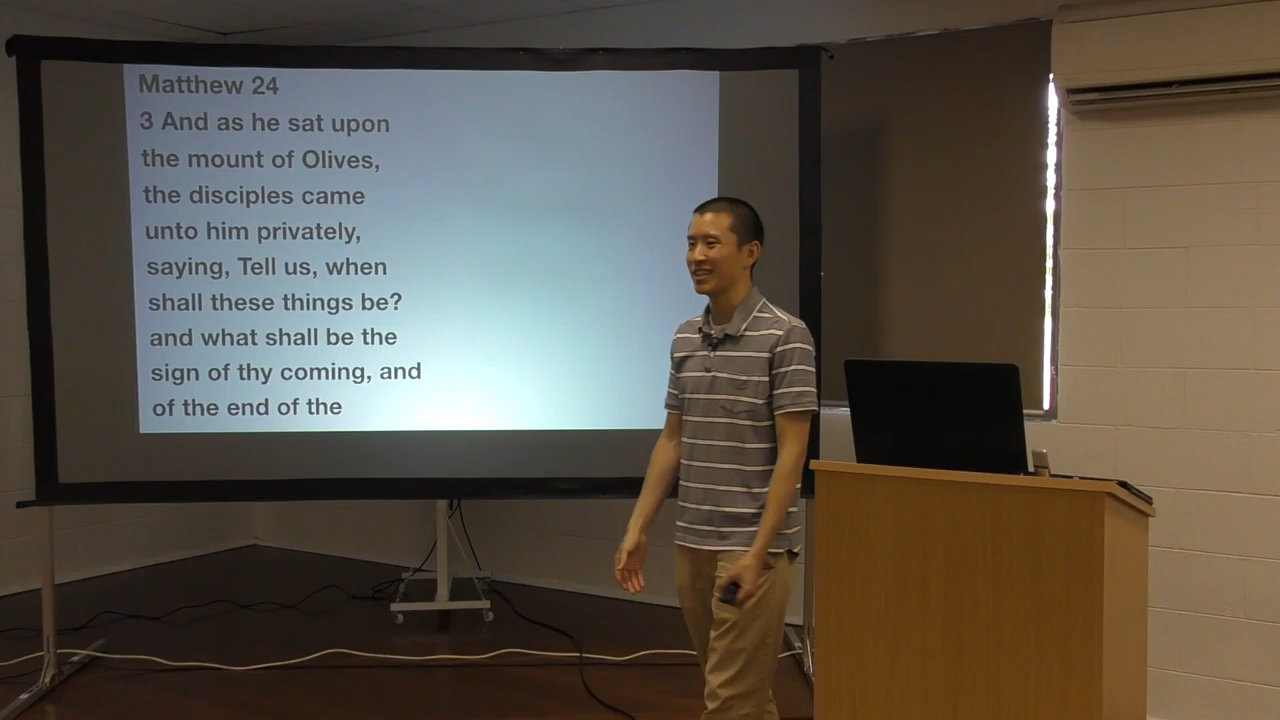 Matthew 24
3 And as he sat upon
the mount of Olives,
the disciples came
unto him privately,
saying, Tell us, when
shall these things be?
and what shall be the
sign of thy coming, and
of the end of the